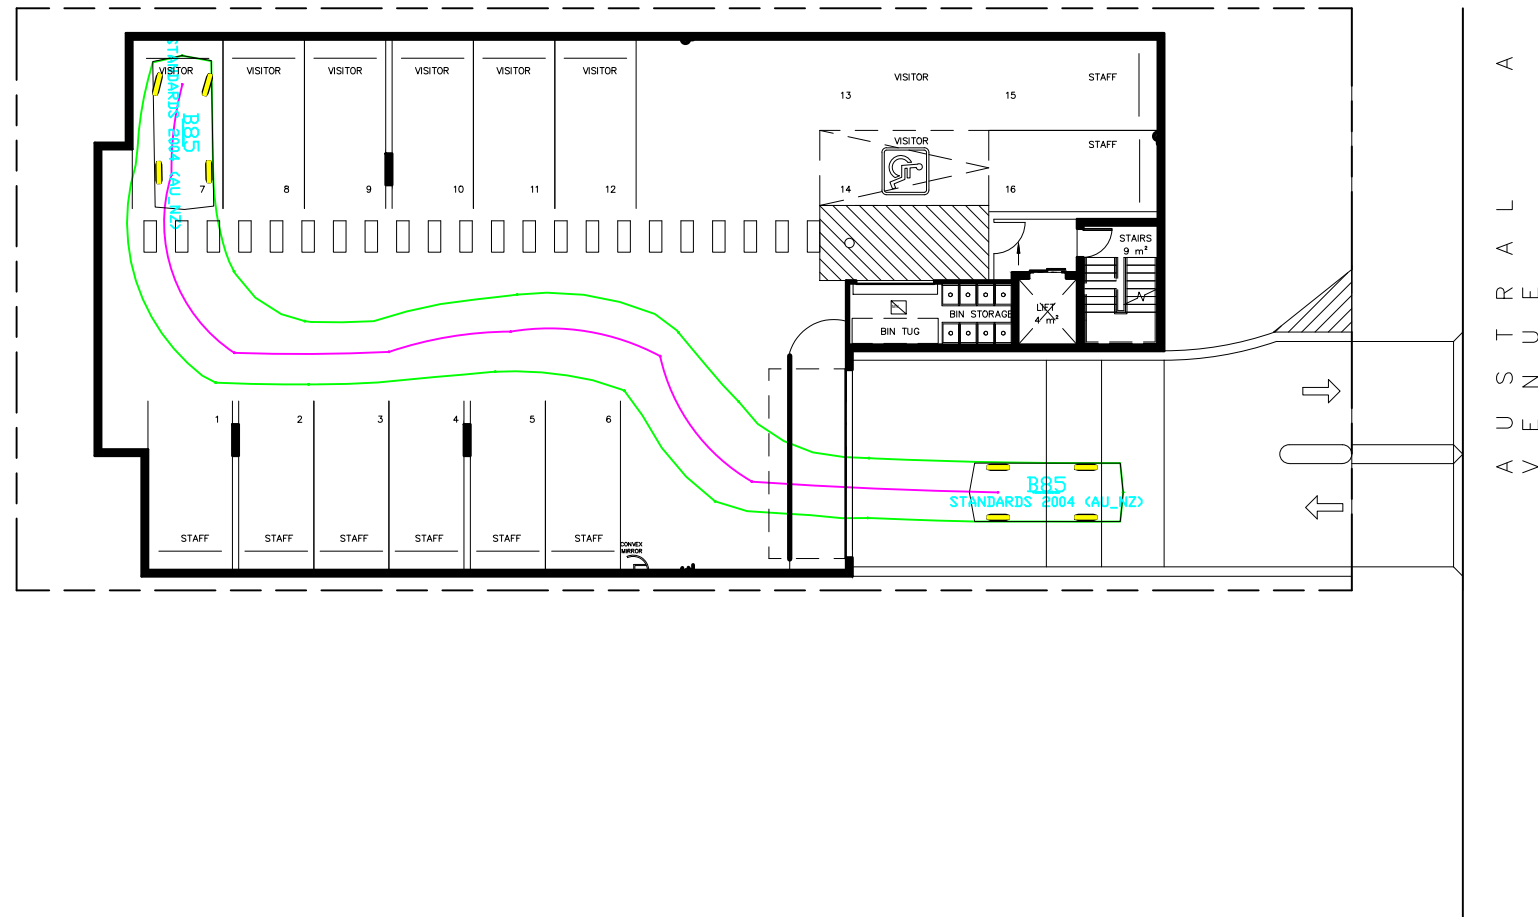 VISITOR
VISITOR
VISITOR
VISITOR
VISITOR
VISITOR
VISITOR
STAFF
13
15
VISITOR
STAFF
B85
STANDARDS 2004 (AU_NZ)
7
8
9
10
11
12
14
16
STAIRS
9 m²
LIFT
4 m²
BIN STORAGE
BIN TUG
1
2
3
4
5
6
B85
STANDARDS 2004 (AU_NZ)
STAFF
STAFF
STAFF
STAFF
STAFF
STAFF
CONVEX
MIRROR
AUSTRAL A
VENUE